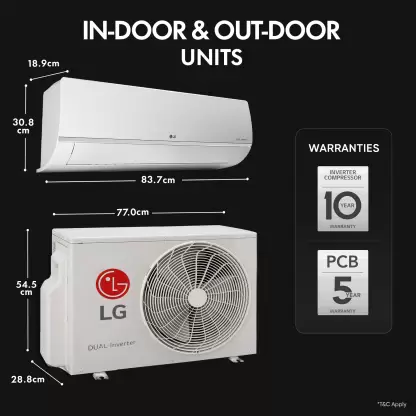 IN-DOOR & OUT-DOOR
UNITS
18.9cm
30.8
cm
LG
83.7cm
77.0cm
54.5
cm
LG
DUAL Inverter
28.8cm
WARRANTIES
INVERTER
COMPRESSOR
10 YEAR
WARRANTY
PCB
5 YEAR
WARRANTY
*T&C Apply